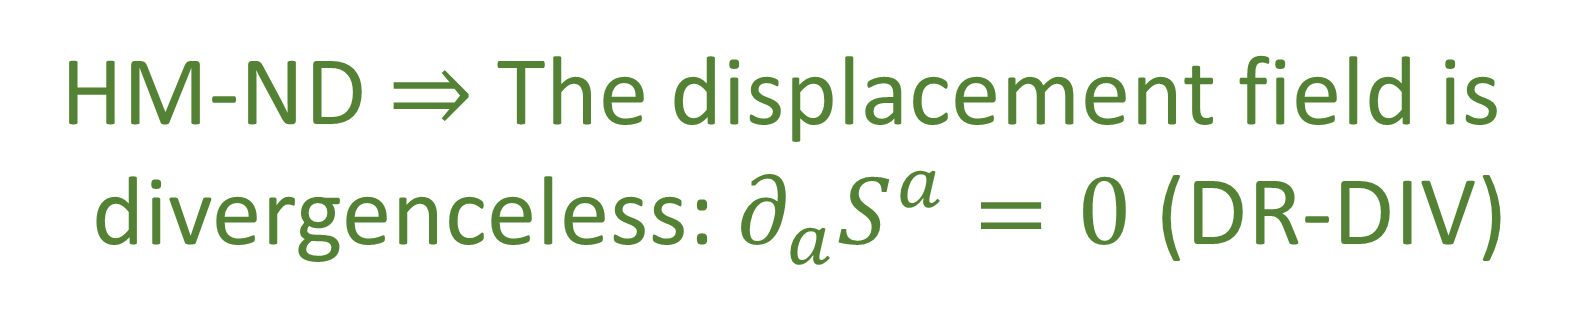 HM-ND ⇒ The displacement field is
divergenceless: ∂ₐSᵃ = 0 (DR-DIV)